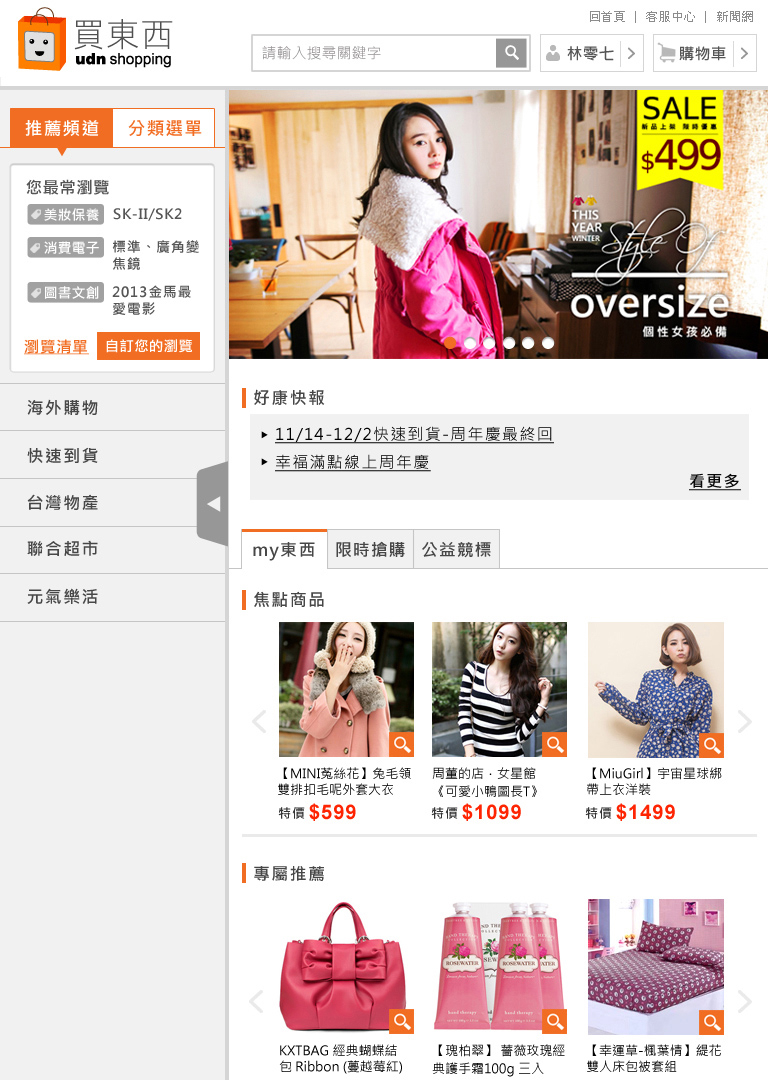 回首頁 | 客服中心 | 新聞網
買東西
udn shopping
請輸入搜尋關鍵字
林零七
購物車
推薦頻道
分類選單
您最常瀏覽
美妝保養 SK-II/SK2
消費電子 標準、廣角變
焦鏡
圖書文創 2013金馬最
愛電影
瀏覽清單
自訂您的瀏覽
海外購物
快速到貨
台灣物產
聯合超市
元氣樂活
SALE
新品上報 限時優惠
$499
THIS
YEAR
WINTER
Style Of
oversize
個性女孩必備
好康快報
11/14-12/2快速到貨-周年慶最終回
幸福滿點線上周年慶
看更多
my東西
限時搶購
公益競標
焦點商品
【MINI菟絲花】兔毛領
雙排扣毛呢外套大衣
特價 $599
周董的店．女星館
《可愛小鴨圖長T》
特價 $1099
【MiuGirl】宇宙星球綁
帶上衣洋裝
特價 $1499
專屬推薦
ROSEWATER
hand therapy
ROSEWATER
hand therapy
KXTBAG 經典蝴蝶結
包 Ribbon (蔓越莓紅)
【瑰柏翠】 薔薇玫瑰經
典護手霜100g 三入
【幸運草-楓葉情】緹花
雙人床包被套組